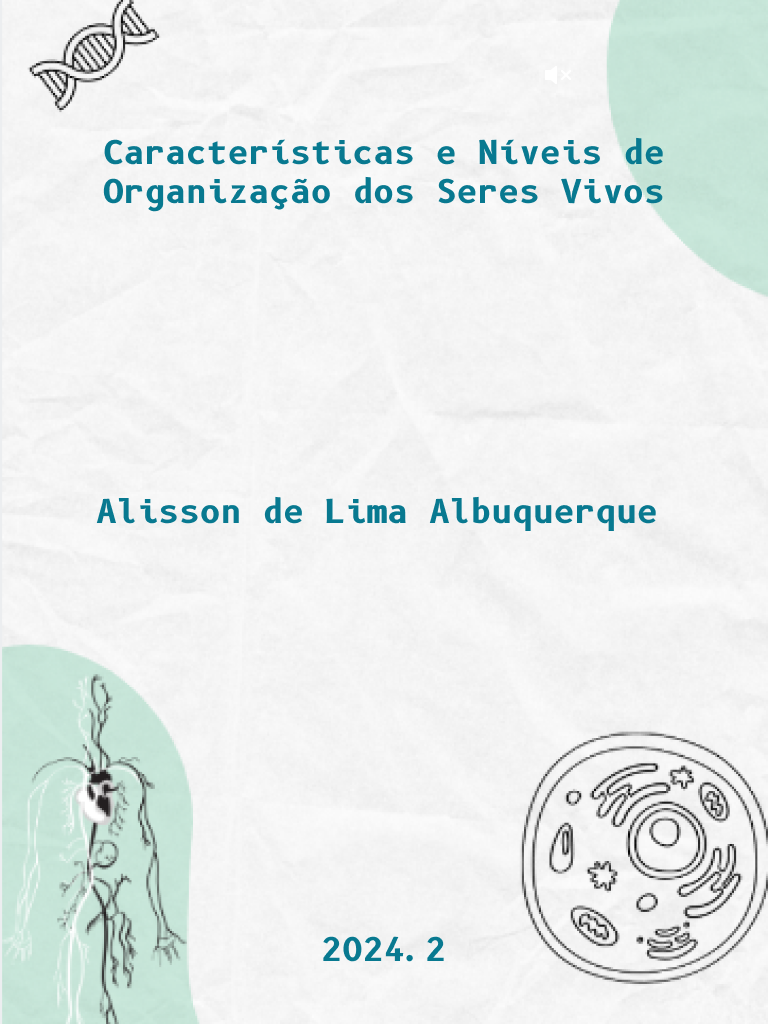 Características e Níveis de
Organização dos Seres Vivos
Alisson de Lima Albuquerque
2024.2